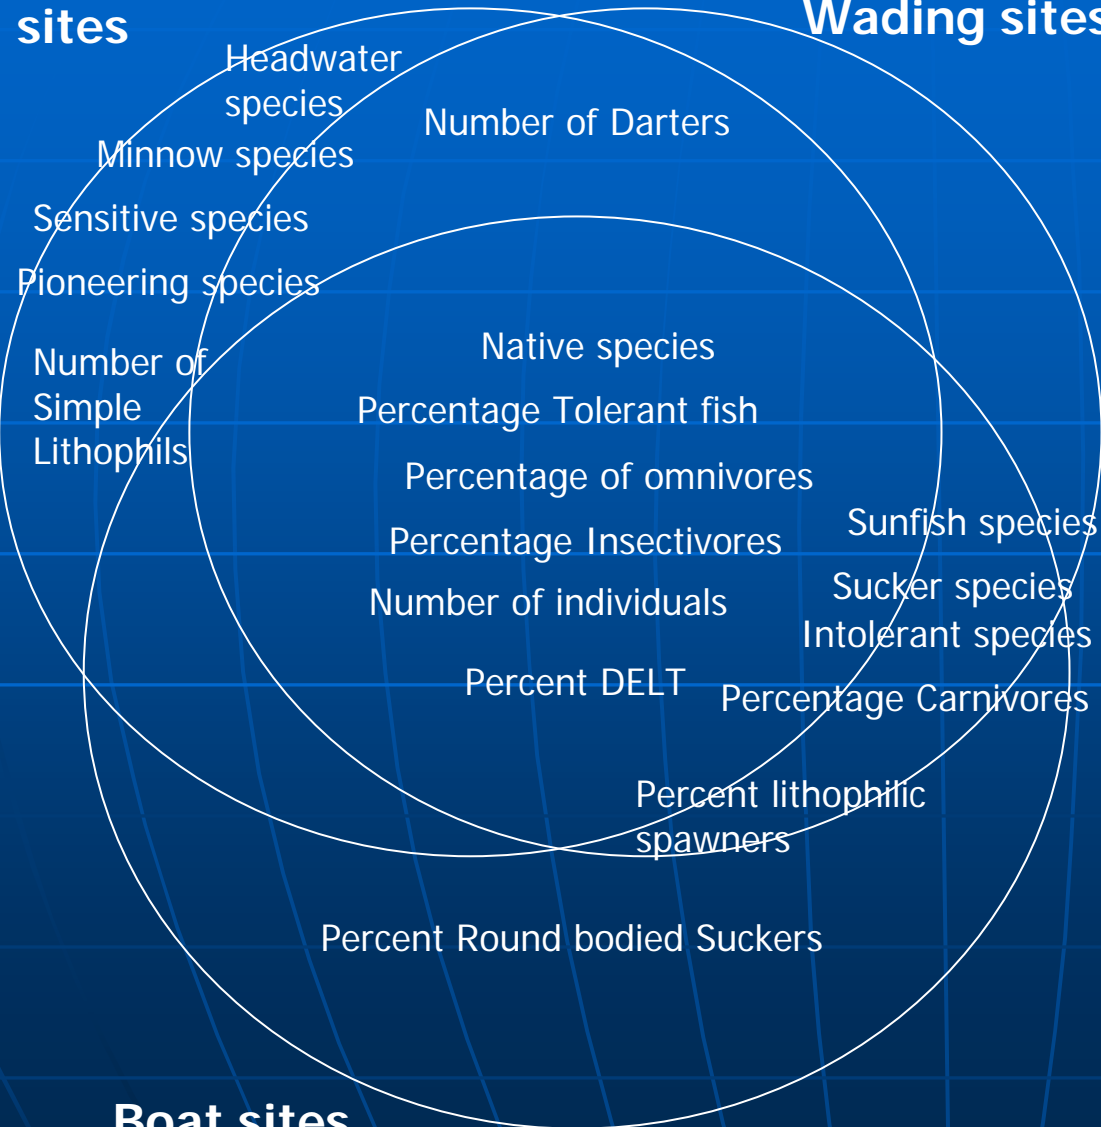 sites
Wading sites
Headwater
species
Number of Darters
Minnow species
Sensitive species
Pioneering species
Native species
Number of
Simple
Lithophils
Percentage Tolerant fish
Percentage of omnivores
Sunfish species
Percentage Insectivores
Sucker species
Number of individuals
Intolerant species
Percent DELT
Percentage Carnivores
Percent lithophilic
spawners
Percent Round bodied Suckers
Boat sites